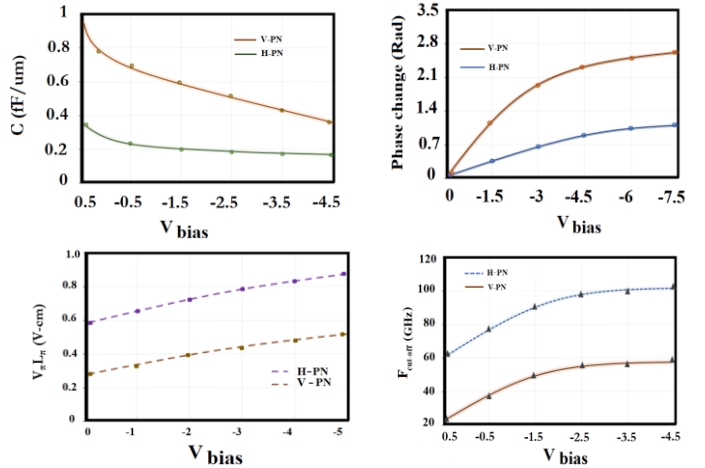 C (fF/um)
1
0.8
0.6
0.4
0.2
0
V-PN
H-PN
0.5 -0.5 -1.5 -2.5 -3.5 -4.5
V bias
Phase change (Rad)
3.5
2.8
2.1
1.4
0.7
0
V-PN
H-PN
0 -1.5 -3 -4.5 -6 -7.5
V bias
VπLπ (V-cm)
1.0
0.8
0.6
0.4
0.2
0
H-PN
V - PN
0 -1 -2 -3 -4 -5
V bias
Fcut-off (GHz)
120
100
80
60
40
20
H-PN
V-PN
0.5 -0.5 -1.5 -2.5 -3.5 -4.5
V bias